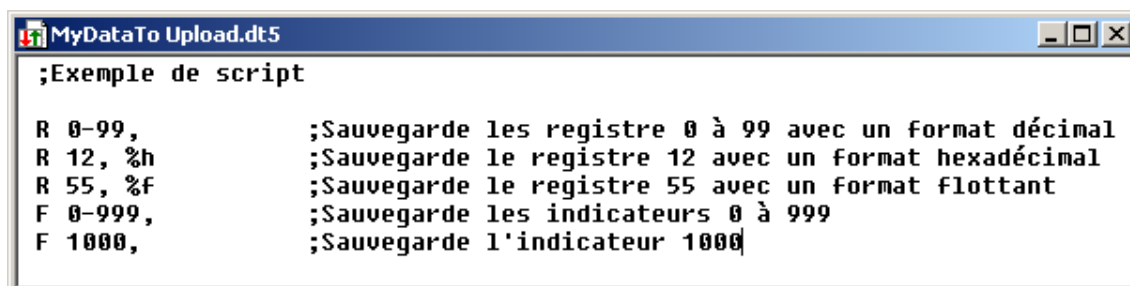 MyDataTo Upload.dt5
;Exemple de script
R 0-99, ;Sauvegarde les registre 0 à 99 avec un format décimal
R 12, %h ;Sauvegarde le registre 12 avec un format hexadécimal
R 55, %f ;Sauvegarde le registre 55 avec un format flottant
F 0-999, ;Sauvegarde les indicateurs 0 à 999
F 1000, ;Sauvegarde l'indicateur 1000